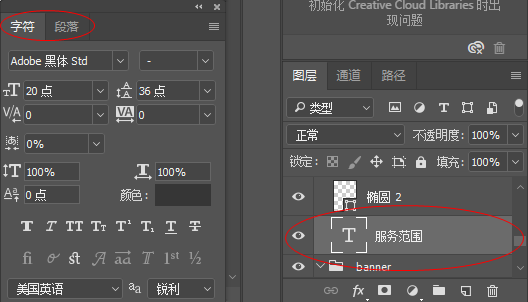 字符 段落
Adobe 黑体 Std -
20 点 36 点
V/A 0 VA 0
0%
T 100% T 100%
Aª 0 点 颜色:
T T TT Tт T¹ T₁ T T
fi st A aa T 1st ½
美国英语 aa 锐利
初始化 Creative Cloud Libraries 时出
现问题
图层 通道 路径
类型
正常 不透明度: 100%
锁定: 填充: 100%
椭圆 2
T 服务范围
banner
fx